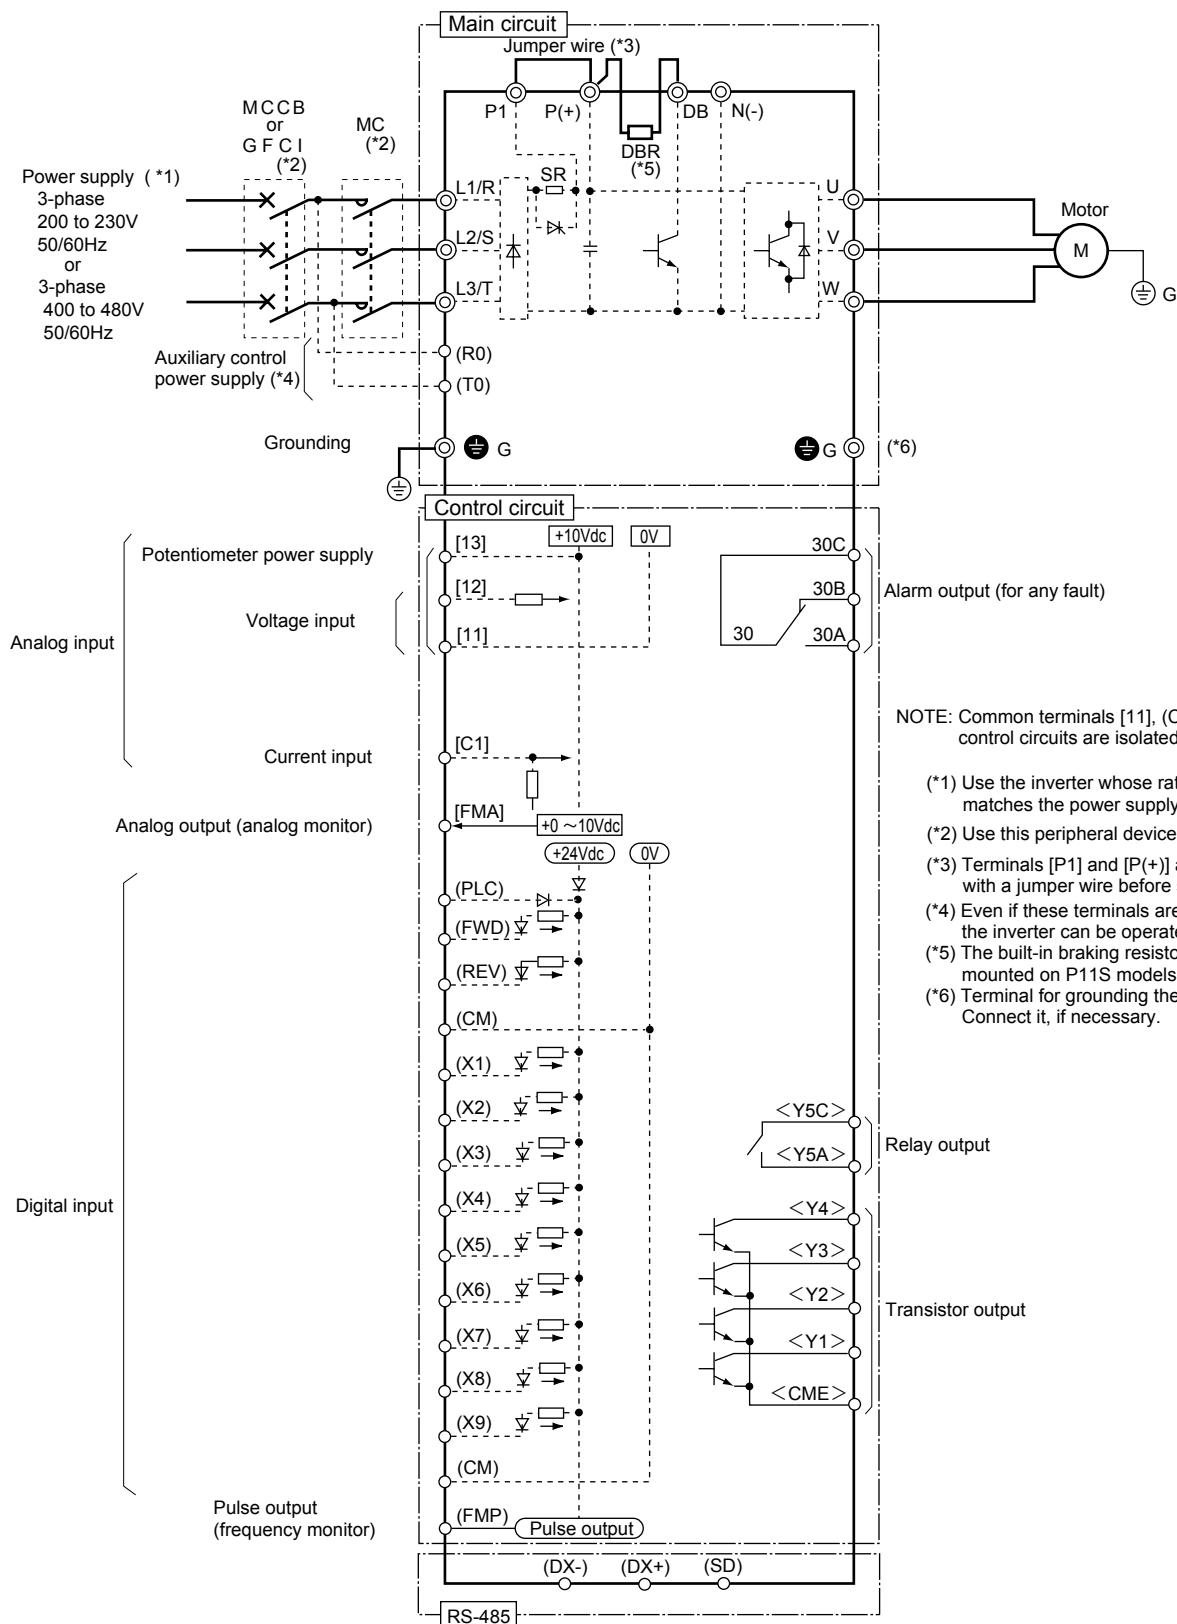 Main circuit
Jumper wire (*3)
P1
P(+)
DB
N(-)
DBR
(*5)
SR
MCCB
or
GFCI
(*2)
MC
(*2)
Power supply (*1)
3-phase
200 to 230V
50/60Hz
or
3-phase
400 to 480V
50/60Hz
L1/R
L2/S
L3/T
U
V
W
Motor
M
G
Auxiliary control
power supply (*4)
(R0)
(T0)
Grounding
G
G
(*6)
Control circuit
Analog input
Potentiometer power supply
Voltage input
Current input
[13]
[12]
[11]
[C1]
+10Vdc
0V
30C
30B
30
30A
Alarm output (for any fault)
Analog output (analog monitor)
[FMA]
+0 ~10Vdc
+24Vdc
0V
NOTE: Common terminals [11], (C
control circuits are isolated
(*1) Use the inverter whose rat
matches the power supply
(*2) Use this peripheral device
(*3) Terminals [P1] and [P(+)] a
with a jumper wire before
(*4) Even if these terminals are
the inverter can be operate
(*5) The built-in braking resisto
mounted on P11S models
(*6) Terminal for grounding the
Connect it, if necessary.
Digital input
(PLC)
(FWD)
(REV)
(CM)
(X1)
(X2)
(X3)
(X4)
(X5)
(X6)
(X7)
(X8)
(X9)
(CM)
<Y5C>
<Y5A>
Relay output
<Y4>
<Y3>
<Y2>
<Y1>
<CME>
Transistor output
Pulse output
(frequency monitor)
(FMP)
Pulse output
(DX-)
(DX+)
(SD)
RS-485